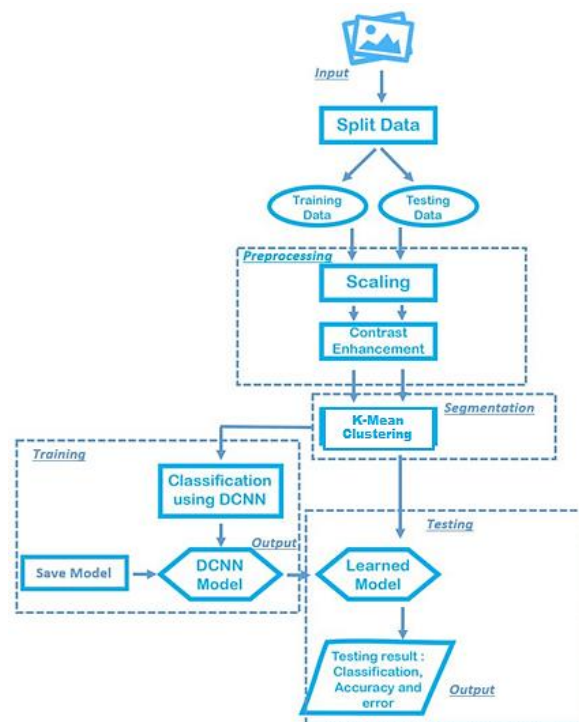 Input
Split Data
Training
Data
Testing
Data
Preprocessing
Scaling
Contrast
Enhancement
Segmentation
K-Mean
Clustering
Training
Classification
using DCNN
Output
Save Model
DCNN
Model
Testing
Learned
Model
Testing result :
Classification,
Accuracy and
error
Output